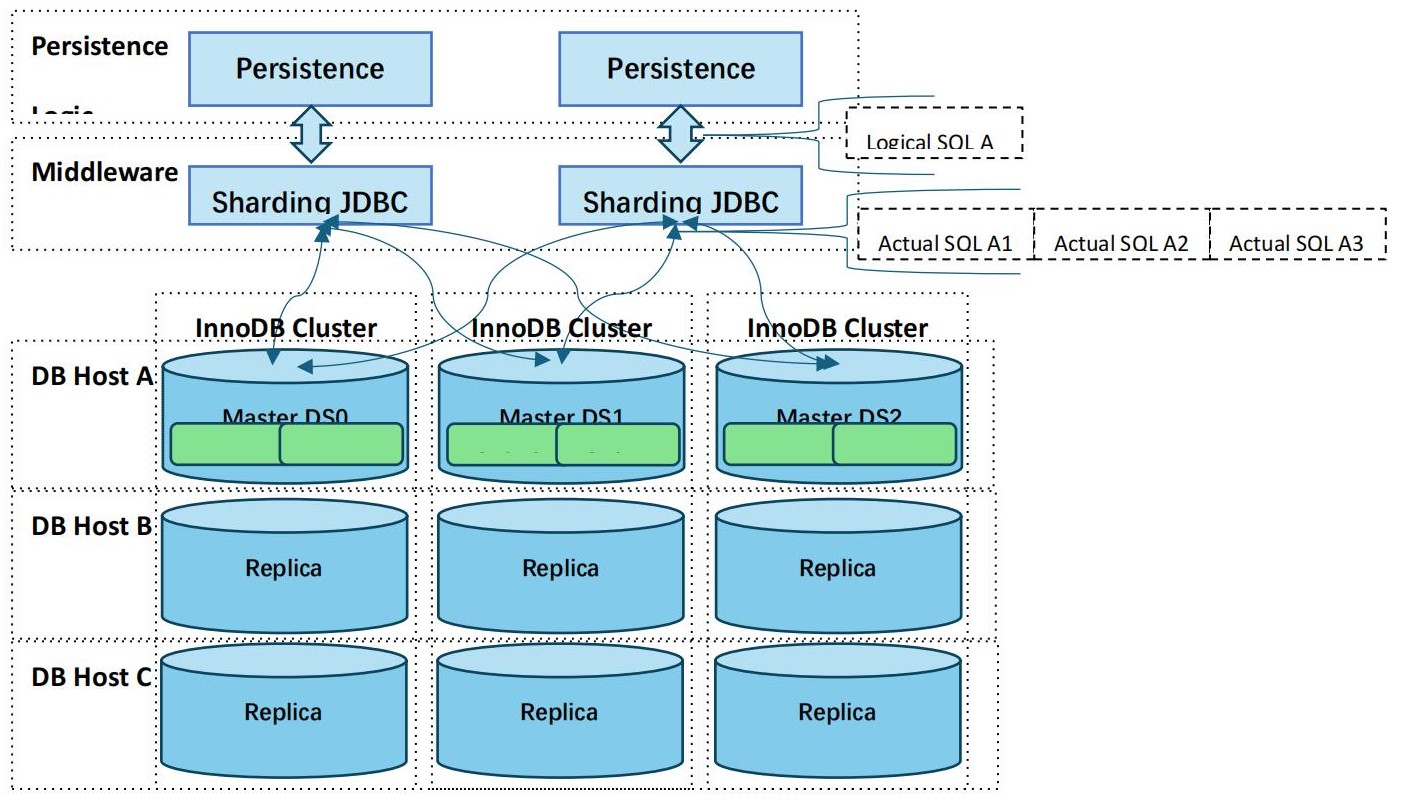 Persistence
Persistence
Persistence
Logic
Logical SQL A
Middleware
Sharding JDBC
Sharding JDBC
Actual SQL A1
Actual SQL A2
Actual SQL A3
InnoDB Cluster
InnoDB Cluster
InnoDB Cluster
DB Host A
Master DS0
Master DS1
Master DS2
DB Host B
Replica
Replica
Replica
DB Host C
Replica
Replica
Replica